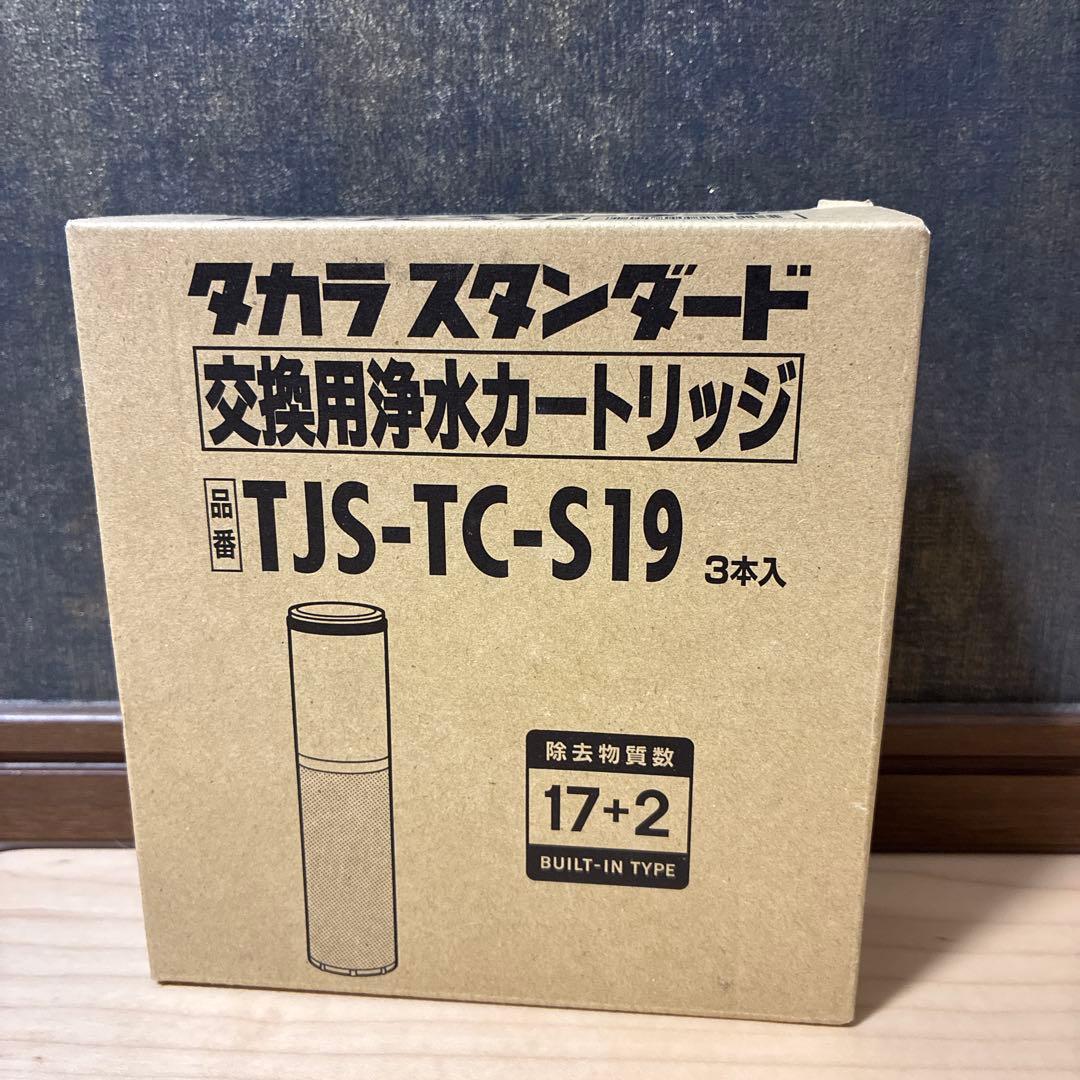 タカラスタンダード
交換用浄水カートリッジ
品番 TJS-TC-S19 3本入
除去物質数
17+2
BUILT-IN TYPE